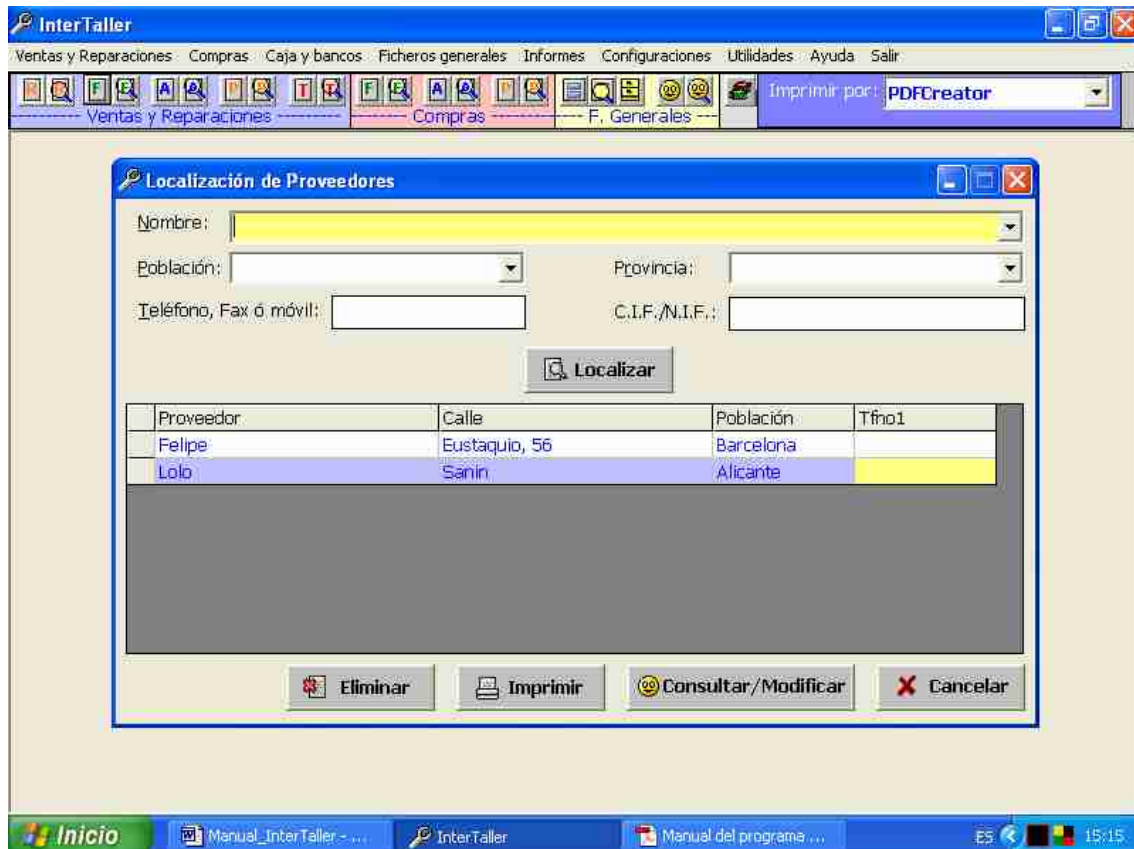 InterTaller
Ventas y Reparaciones Compras Caja y bancos Ficheros generales Informes Configuraciones Utilidades Ayuda Salir
R F A P T F A P Imprimir por: PDFCreator
Ventas y Reparaciones Compras F. Generales
Localización de Proveedores
Nombre:
Población: Provincia:
Teléfono, Fax ó móvil: C.I.F./N.I.F.:
Localizar
Proveedor Calle Población Tfno1
Felipe Eustaquio, 56 Barcelona
Lolo Sanin Alicante
Eliminar Imprimir Consultar/Modificar Cancelar
Inicio Manual_InterTaller - ... InterTaller Manual del programa ... ES 15:15